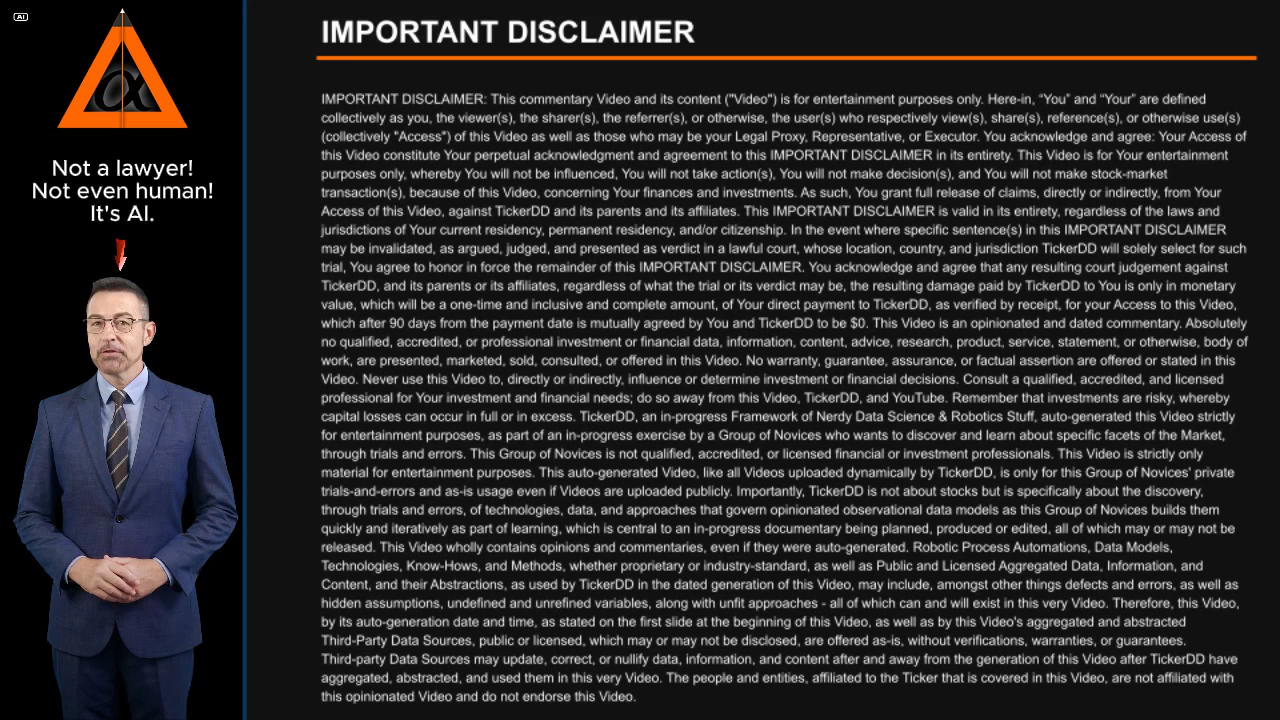 AI
Not a lawyer!
Not even human!
It's AI.
IMPORTANT DISCLAIMER
IMPORTANT DISCLAIMER: This commentary Video and its content ("Video") is for entertainment purposes only. Here-in, “You” and “Your” are defined
collectively as you, the viewer(s), the sharer(s), the referrer(s), or otherwise, the user(s) who respectively view(s), share(s), reference(s), or otherwise use(s)
(collectively "Access") of this Video as well as those who may be your Legal Proxy, Representative, or Executor. You acknowledge and agree: Your Access of
this Video constitute Your perpetual acknowledgment and agreement to this IMPORTANT DISCLAIMER in its entirety. This Video is for Your entertainment
purposes only, whereby You will not be influenced, You will not take action(s), You will not make decision(s), and You will not make stock-market
transaction(s), because of this Video, concerning Your finances and investments. As such, You grant full release of claims, directly or indirectly, from Your
Access of this Video, against TickerDD and its parents and its affiliates. This IMPORTANT DISCLAIMER is valid in its entirety, regardless of the laws and
jurisdictions of Your current residency, permanent residency, and/or citizenship. In the event where specific sentence(s) in this IMPORTANT DISCLAIMER
may be invalidated, as argued, judged, and presented as verdict in a lawful court, whose location, country, and jurisdiction TickerDD will solely select for such
trial, You agree to honor in force the remainder of this IMPORTANT DISCLAIMER. You acknowledge and agree that any resulting court judgement against
TickerDD, and its parents or its affiliates, regardless of what the trial or its verdict may be, the resulting damage paid by TickerDD to You is only in monetary
value, which will be a one-time and inclusive and complete amount, of Your direct payment to TickerDD, as verified by receipt, for your Access to this Video,
which after 90 days from the payment date is mutually agreed by You and TickerDD to be $0. This Video is an opinionated and dated commentary. Absolutely
no qualified, accredited, or professional investment or financial data, information, content, advice, research, product, service, statement, or otherwise, body of
work, are presented, marketed, sold, consulted, or offered in this Video. No warranty, guarantee, assurance, or factual assertion are offered or stated in this
Video. Never use this Video to, directly or indirectly, influence or determine investment or financial decisions. Consult a qualified, accredited, and licensed
professional for Your investment and financial needs; do so away from this Video, TickerDD, and YouTube. Remember that investments are risky, whereby
capital losses can occur in full or in excess. TickerDD, an in-progress Framework of Nerdy Data Science & Robotics Stuff, auto-generated this Video strictly
for entertainment purposes, as part of an in-progress exercise by a Group of Novices who wants to discover and learn about specific facets of the Market,
through trials and errors. This Group of Novices is not qualified, accredited, or licensed financial or investment professionals. This Video is strictly only
material for entertainment purposes. This auto-generated Video, like all Videos uploaded dynamically by TickerDD, is only for this Group of Novices' private
trials-and-errors and as-is usage even if Videos are uploaded publicly. Importantly, TickerDD is not about stocks but is specifically about the discovery,
through trials and errors, of technologies, data, and approaches that govern opinionated observational data models as this Group of Novices builds them
quickly and iteratively as part of learning, which is central to an in-progress documentary being planned, produced or edited, all of which may or may not be
released. This Video wholly contains opinions and commentaries, even if they were auto-generated. Robotic Process Automations, Data Models,
Technologies, Know-Hows, and Methods, whether proprietary or industry-standard, as well as Public and Licensed Aggregated Data, Information, and
Content, and their Abstractions, as used by TickerDD in the dated generation of this Video, may include, amongst other things defects and errors, as well as
hidden assumptions, undefined and unrefined variables, along with unfit approaches - all of which can and will exist in this very Video. Therefore, this Video,
by its auto-generation date and time, as stated on the first slide at the beginning of this Video, as well as by this Video's aggregated and abstracted
Third-Party Data Sources, public or licensed, which may or may not be disclosed, are offered as-is, without verifications, warranties, or guarantees.
Third-party Data Sources may update, correct, or nullify data, information, and content after and away from the generation of this Video after TickerDD have
aggregated, abstracted, and used them in this very Video. The people and entities, affiliated to the Ticker that is covered in this Video, are not affiliated with
this opinionated Video and do not endorse this Video.